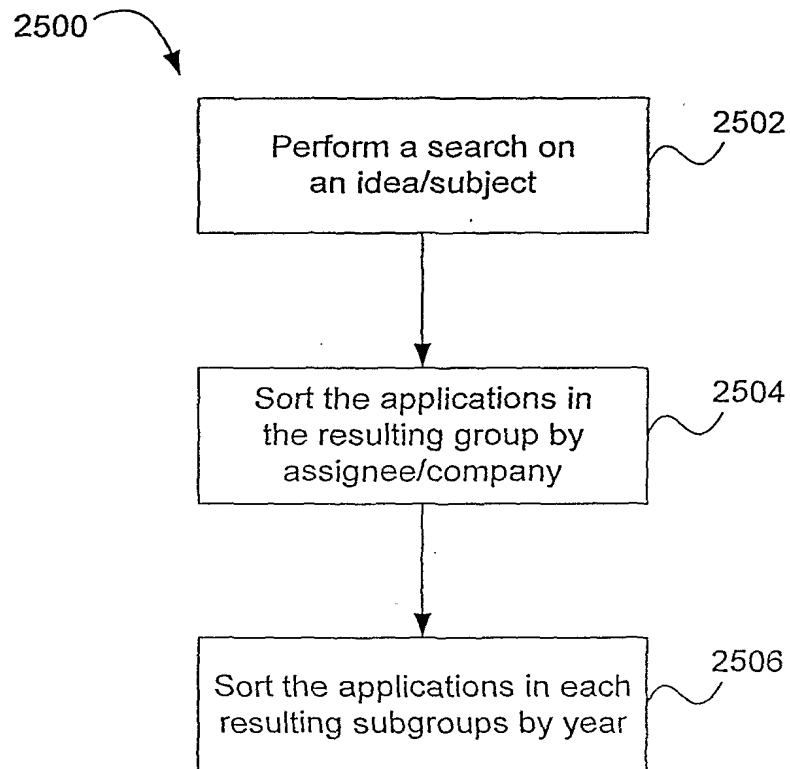 2500
Perform a search on
an idea/subject
2502
Sort the applications in
the resulting group by
assignee/company
2504
Sort the applications in each
resulting subgroups by year
2506